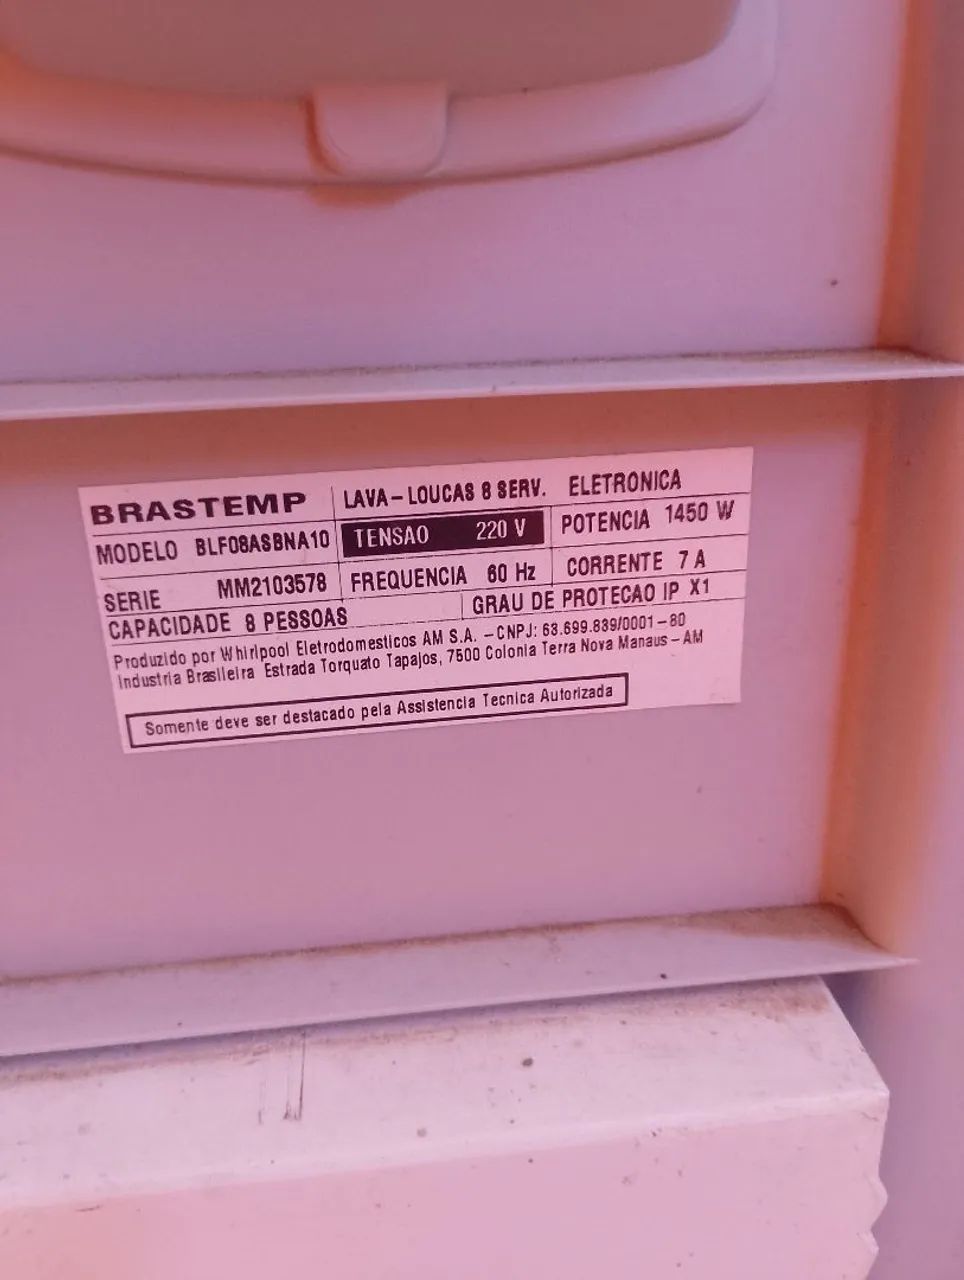 BRASTEMP LAVA-LOUCAS 8 SERV. ELETRONICA
MODELO BLF08ASBNA10 TENSAO 220 V POTENCIA 1450 W
SERIE MM2103578 FREQUENCIA 60 Hz CORRENTE 7 A
CAPACIDADE 8 PESSOAS GRAU DE PROTECAO IP X1
Produzido por Whirlpool Eletrodomesticos AM S.A. - CNPJ: 63.699.839/0001-80
Industria Brasileira Estrada Torquato Tapajos, 7500 Colonia Terra Nova Manaus - AM
Somente deve ser destacado pela Assistencia Tecnica Autorizada